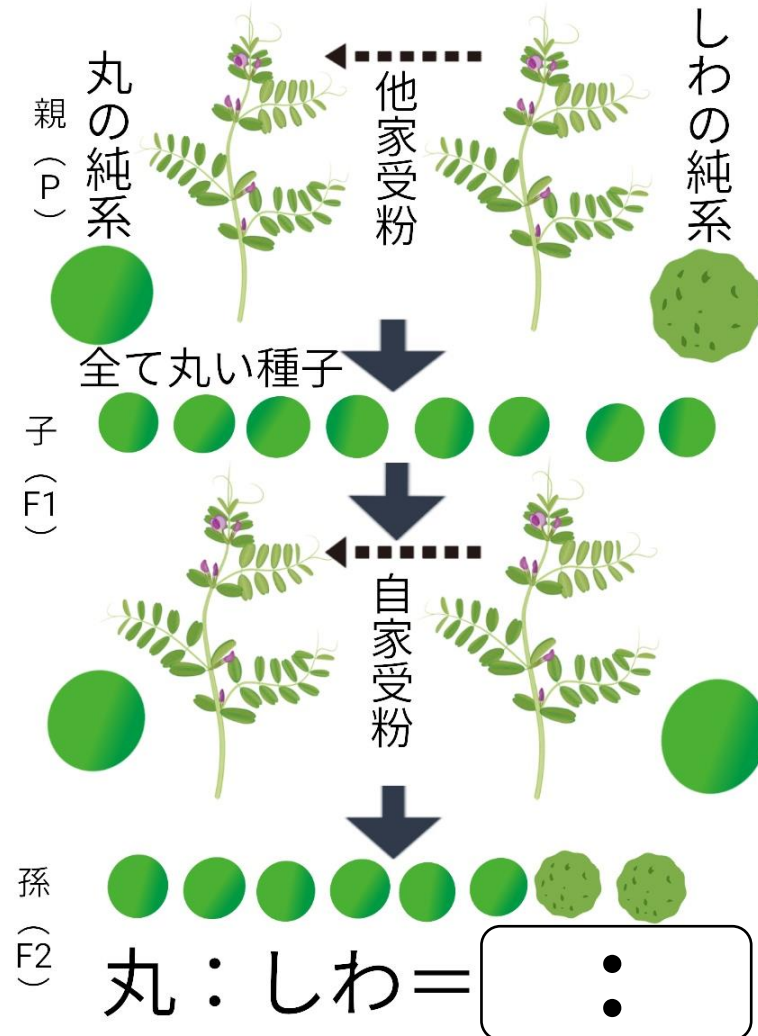 親（P）
丸の純系
他家受粉
しわの純系
全て丸い種子
子（F1）
自家受粉
孫（F2）
丸：しわ＝ ：